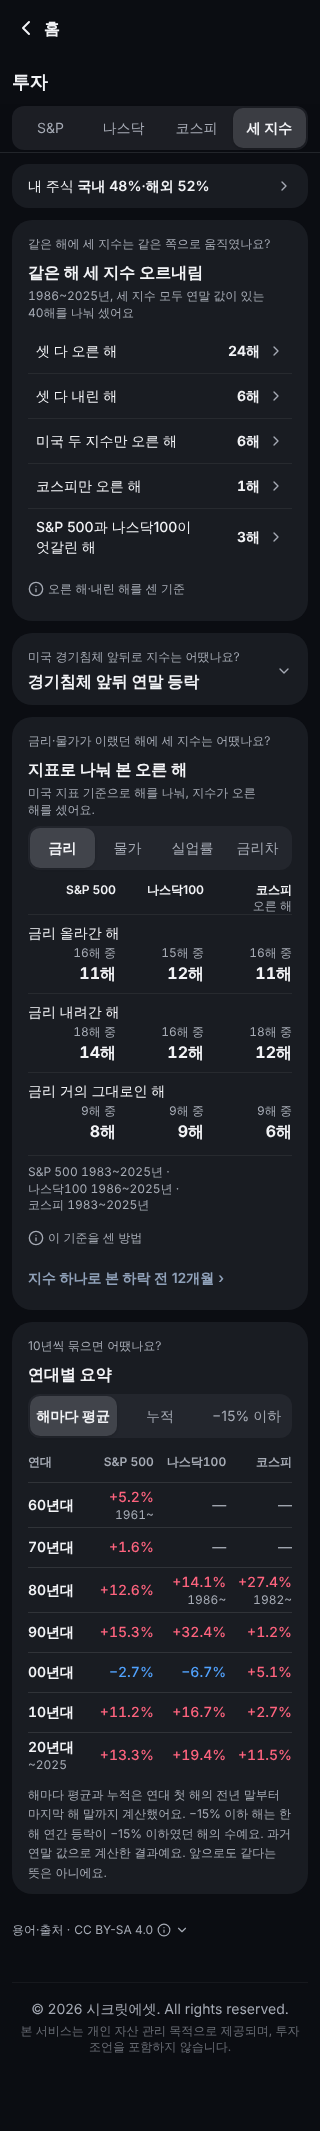 홈
투자
S&P 나스닥 코스피 세 지수
내 주식 국내 48%·해외 52%
같은 해에 세 지수는 같은 쪽으로 움직였나요?
같은 해 세 지수 오르내림
1986~2025년, 세 지수 모두 연말 값이 있는
40해를 나눠 셌어요
셋 다 오른 해 24해
셋 다 내린 해 6해
미국 두 지수만 오른 해 6해
코스피만 오른 해 1해
S&P 500과 나스닥100이
엇갈린 해 3해
오른 해·내린 해를 센 기준
미국 경기침체 앞뒤로 지수는 어땠나요?
경기침체 앞뒤 연말 등락
금리·물가가 이랬던 해에 세 지수는 어땠나요?
지표로 나눠 본 오른 해
미국 지표 기준으로 해를 나눠, 지수가 오른
해를 셌어요.
금리 물가 실업률 금리차
S&P 500 나스닥100 코스피
오른 해
금리 올라간 해
16해 중 15해 중 16해 중
11해 12해 11해
금리 내려간 해
18해 중 16해 중 18해 중
14해 12해 12해
금리 거의 그대로인 해
9해 중 9해 중 9해 중
8해 9해 6해
S&P 500 1983~2025년 ·
나스닥100 1986~2025년 ·
코스피 1983~2025년
이 기준을 센 방법
지수 하나로 본 하락 전 12개월 ›
10년씩 묶으면 어땠나요?
연대별 요약
해마다 평균 누적 −15% 이하
연대 S&P 500 나스닥100 코스피
60년대 +5.2% — —
1961~
70년대 +1.6% — —
80년대 +12.6% +14.1% +27.4%
1986~ 1982~
90년대 +15.3% +32.4% +1.2%
00년대 −2.7% −6.7% +5.1%
10년대 +11.2% +16.7% +2.7%
20년대 +13.3% +19.4% +11.5%
~2025
해마다 평균과 누적은 연대 첫 해의 전년 말부터
마지막 해 말까지 계산했어요. −15% 이하 해는 한
해 연간 등락이 −15% 이하였던 해의 수예요. 과거
연말 값으로 계산한 결과예요. 앞으로도 같다는
뜻은 아니에요.
용어·출처 · CC BY-SA 4.0
© 2026 시크릿에셋. All rights reserved.
본 서비스는 개인 자산 관리 목적으로 제공되며, 투자
조언을 포함하지 않습니다.